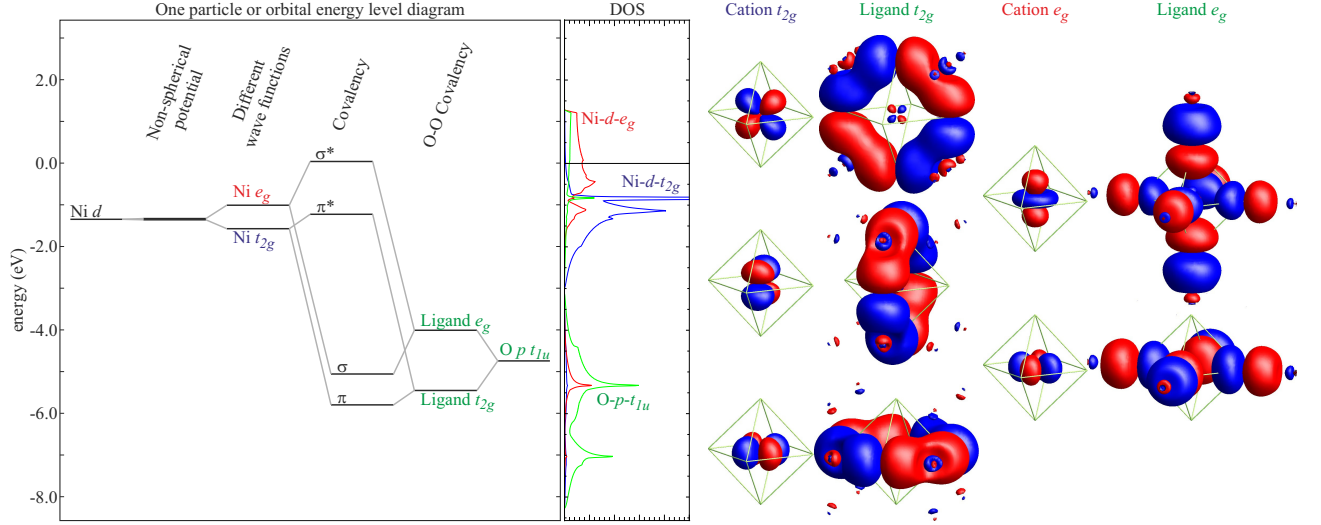 One particle or orbital energy level diagram
DOS
Cation t2g
Ligand t2g
Cation eg
Ligand eg
Non-spherical
potential
Different
wave functions
Covalency
O-O Covalency
energy (eV)
2.0
0.0
-2.0
-4.0
-6.0
-8.0
Ni d
Ni eg
Ni t2g
σ*
π*
σ
π
Ligand eg
Ligand t2g
O p t1u
Ni-d-eg
Ni-d-t2g
O-p-t1u